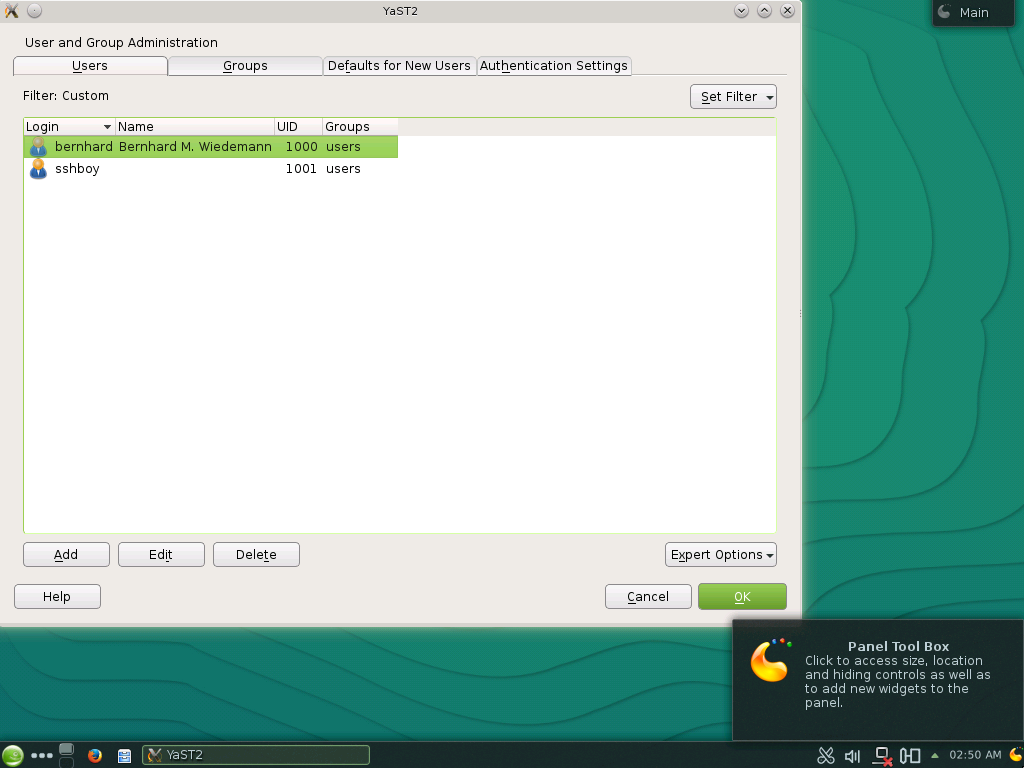 YaST2
Main
User and Group Administration
Users
Groups
Defaults for New Users
Authentication Settings
Filter: Custom
Set Filter
Login
Name
UID
Groups
bernhard Bernhard M. Wiedemann 1000 users
sshboy 1001 users
Add
Edit
Delete
Expert Options
Help
Cancel
OK
Panel Tool Box
Click to access size, location
and hiding controls as well as
to add new widgets to the
panel.
YaST2
02:50 AM